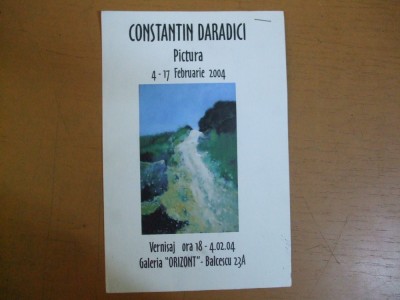 CONSTANTIN DARADICI
Pictura
4 - 17 Februarie 2004
Vernisaj ora 18 - 4.02.04
Galeria "ORIZONT" - Balcescu 23A